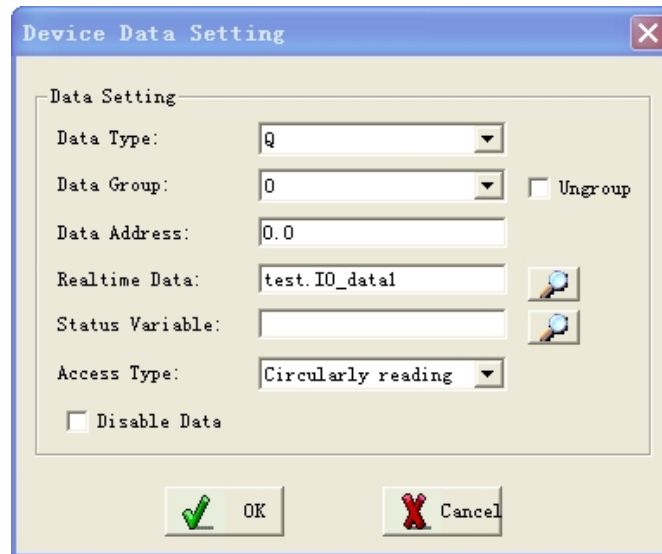 Device Data Setting
Data Setting
Data Type: Q
Data Group: 0 Ungroup
Data Address: 0.0
Realtime Data: test.IO_data1
Status Variable:
Access Type: Circularly reading
Disable Data
OK Cancel